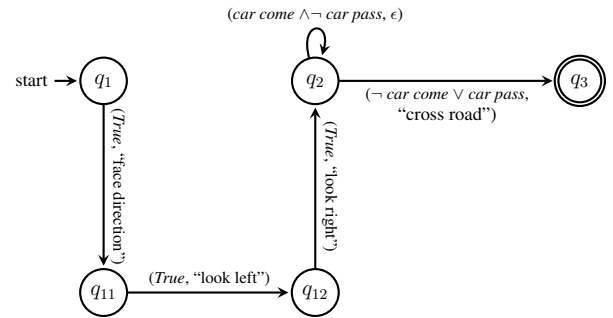 (car come ∧¬ car pass, ϵ)
start
q₁
q₂
q₃
(¬ car come ∨ car pass,
“cross road”)
(True, “face direction”)
(True, “look right”)
(True, “look left”)
q₁₁
q₁₂